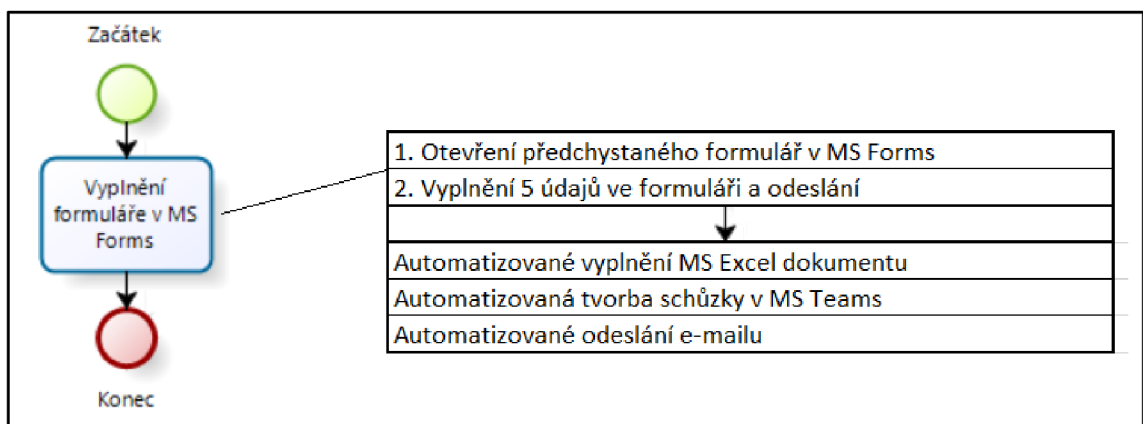 Začátek
Vyplnění
formuláře v MS
Forms
Konec
1. Otevření předchystaného formulář v MS Forms
2. Vyplnění 5 údajů ve formuláři a odeslání
Automatizované vyplnění MS Excel dokumentu
Automatizovaná tvorba schůzky v MS Teams
Automatizované odeslání e-mailu